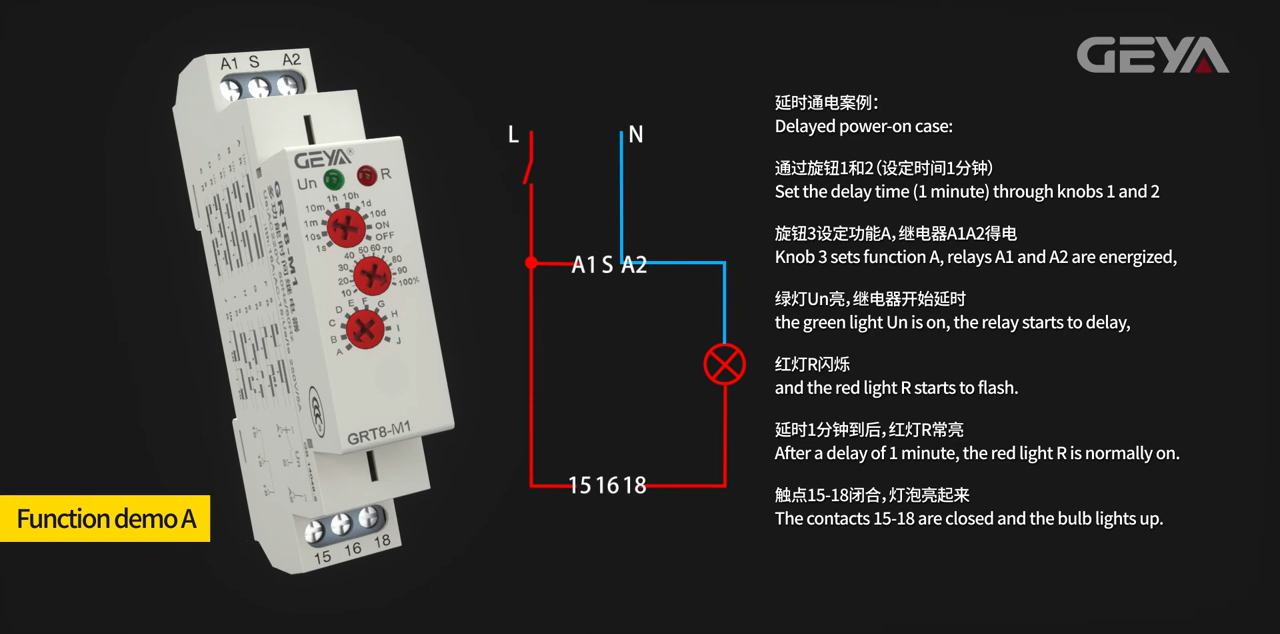 GEYA
A1 S A2
GEYA®
Un R
1h 10h
10m 1d
1m 10d
10s ON
1s OFF
50 60
40 70
30 80
20 90
10 100%
E F
D G
C H
B I
A J
GRT8-M1
15 16 18
Function demo A
L N
A1 S A2
15 16 18
延时通电案例：
Delayed power-on case:
通过旋钮1和2（设定时间1分钟）
Set the delay time (1 minute) through knobs 1 and 2
旋钮3设定功能A，继电器A1A2得电
Knob 3 sets function A, relays A1 and A2 are energized,
绿灯Un亮，继电器开始延时
the green light Un is on, the relay starts to delay,
红灯R闪烁
and the red light R starts to flash.
延时1分钟到后，红灯R常亮
After a delay of 1 minute, the red light R is normally on.
触点15-18闭合，灯泡亮起来
The contacts 15-18 are closed and the bulb lights up.